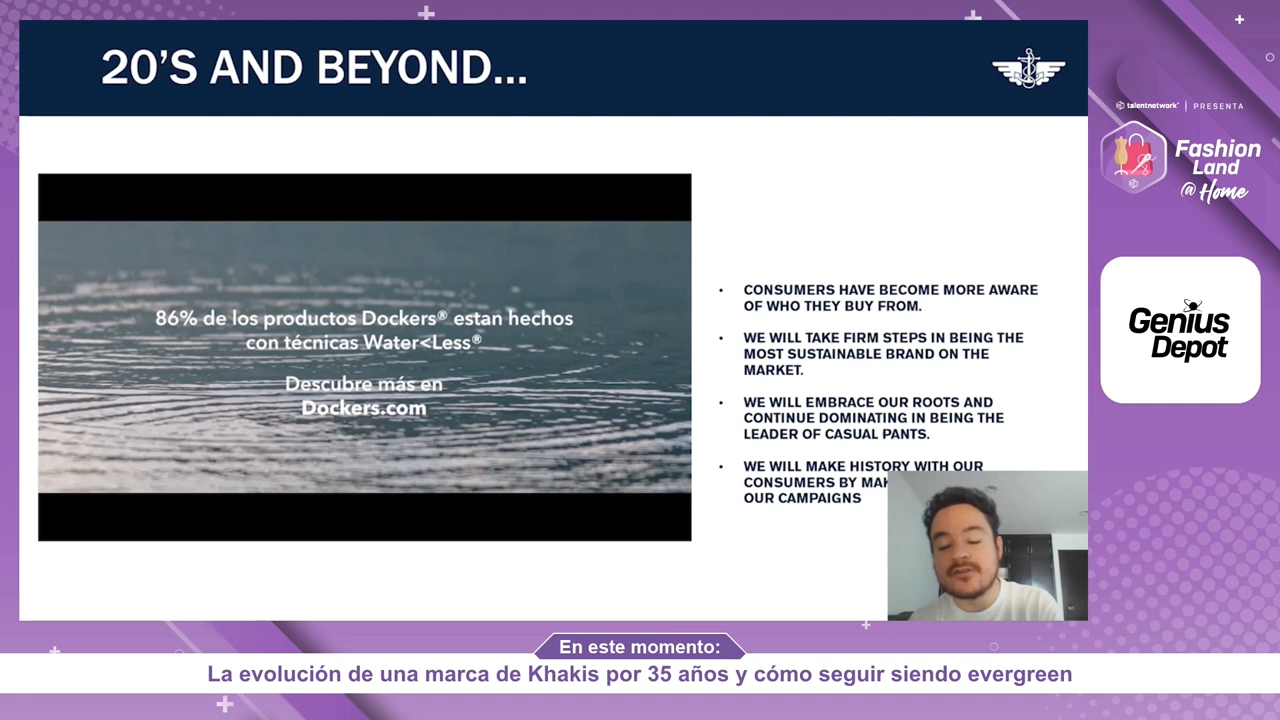 20'S AND BEYOND...
86% de los productos Dockers® estan hechos
con técnicas Water<Less®
Descubre más en
Dockers.com
• CONSUMERS HAVE BECOME MORE AWARE
OF WHO THEY BUY FROM.
• WE WILL TAKE FIRM STEPS IN BEING THE
MOST SUSTAINABLE BRAND ON THE
MARKET.
• WE WILL EMBRACE OUR ROOTS AND
CONTINUE DOMINATING IN BEING THE
LEADER OF CASUAL PANTS.
• WE WILL MAKE HISTORY WITH OUR
CONSUMERS BY
OUR CAMPAIGNS
talentnetwork | PRESENTA
Fashion
Land
@Home
Genius
Depot
En este momento:
La evolución de una marca de Khakis por 35 años y cómo seguir siendo evergreen